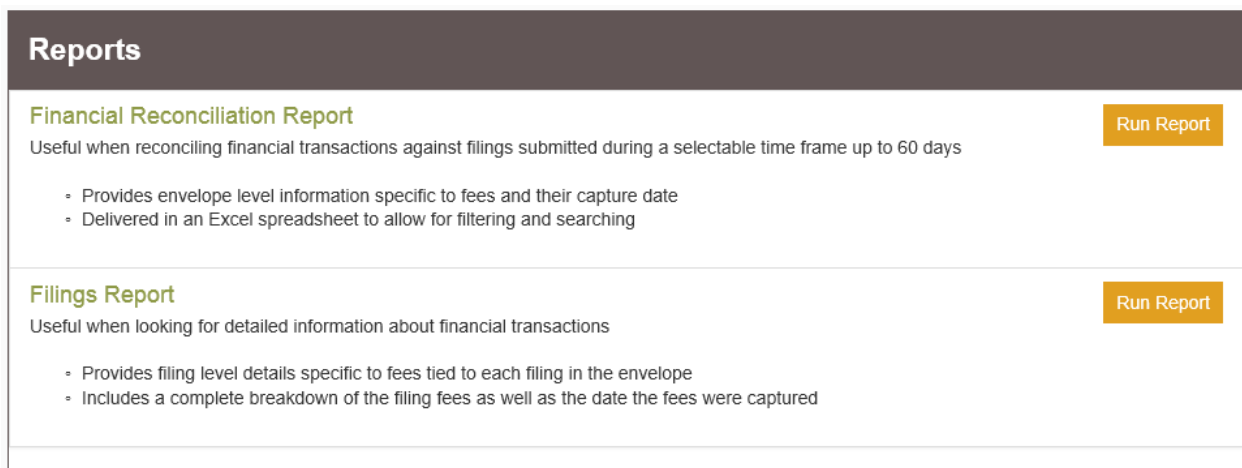 Reports
Financial Reconciliation Report
Run Report
Useful when reconciling financial transactions against filings submitted during a selectable time frame up to 60 days
◦ Provides envelope level information specific to fees and their capture date
◦ Delivered in an Excel spreadsheet to allow for filtering and searching
Filings Report
Run Report
Useful when looking for detailed information about financial transactions
◦ Provides filing level details specific to fees tied to each filing in the envelope
◦ Includes a complete breakdown of the filing fees as well as the date the fees were captured